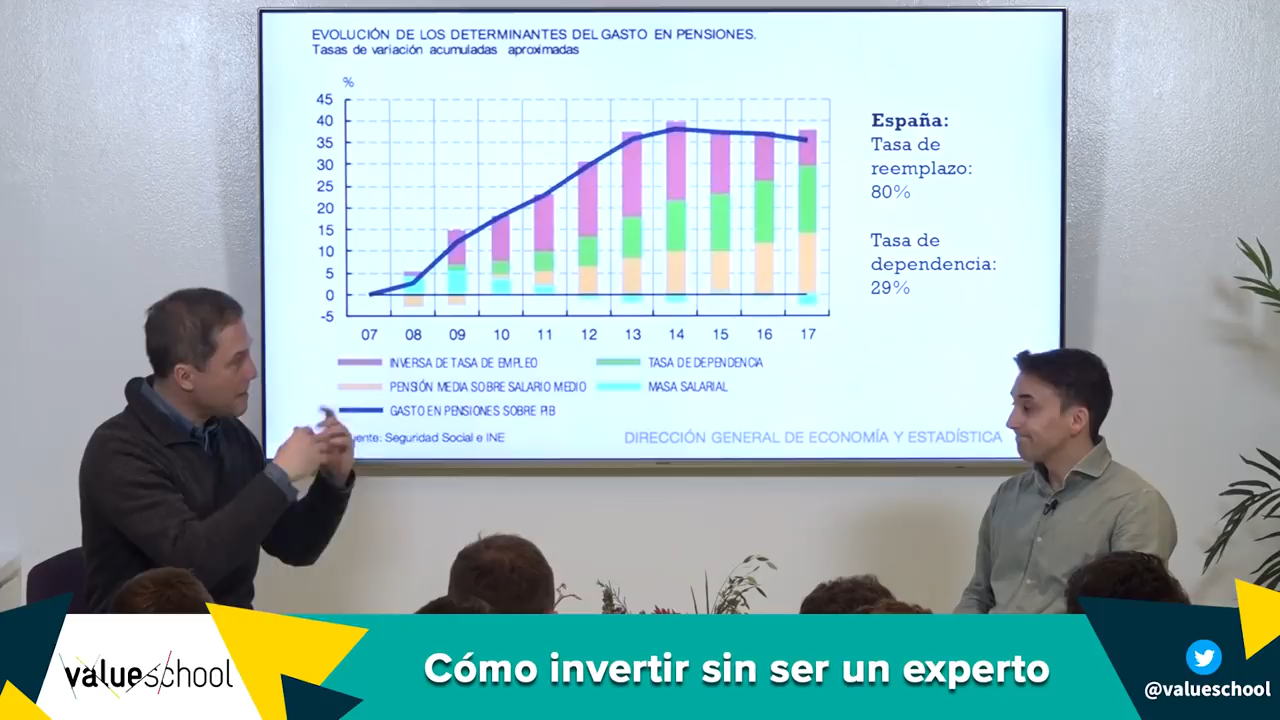 EVOLUCIÓN DE LOS DETERMINANTES DEL GASTO EN PENSIONES.
Tasas de variación acumuladas aproximadas
%
45
40
35
30
25
20
15
10
5
0
-5
07 08 09 10 11 12 13 14 15 16 17
INVERSA DE TASA DE EMPLEO
TASA DE DEPENDENCIA
PENSIÓN MEDIA SOBRE SALARIO MEDIO
MASA SALARIAL
GASTO EN PENSIONES SOBRE PIB
uente: Seguridad Social e INE
DIRECCIÓN GENERAL DE ECONOMÍA Y ESTADÍSTICA
España:
Tasa de
reemplazo:
80%
Tasa de
dependencia:
29%
valueschool
Cómo invertir sin ser un experto
@valueschool